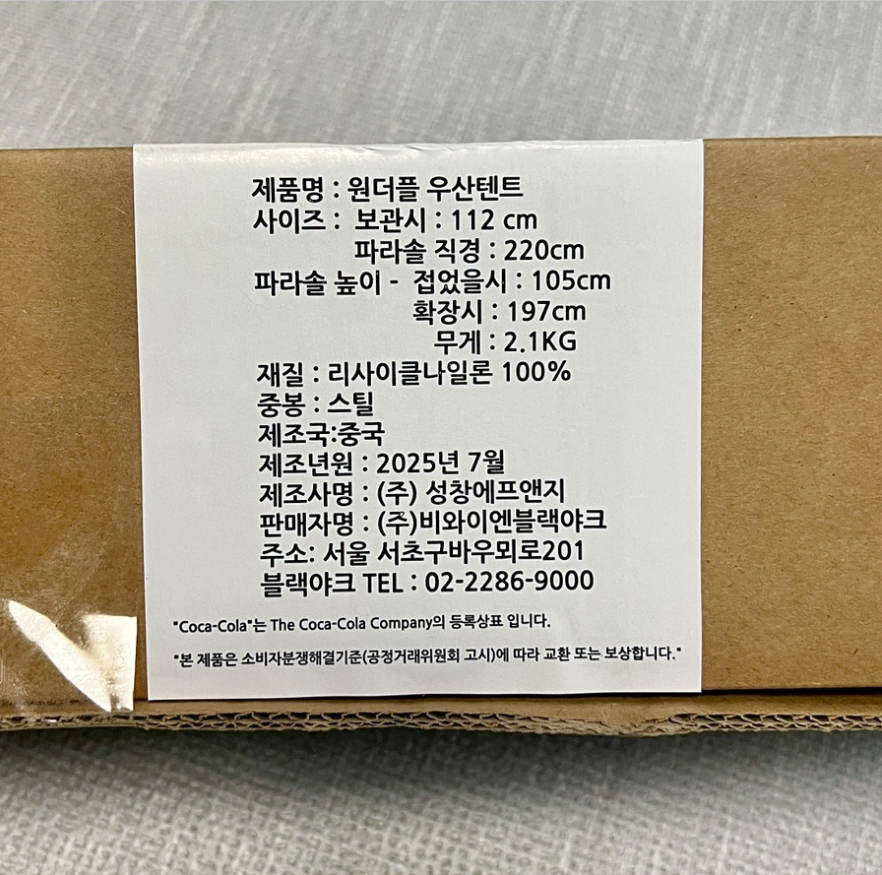 제품명 : 원더플 우산텐트
사이즈 : 보관시 : 112 cm
파라솔 직경 : 220cm
파라솔 높이 - 접었을시 : 105cm
확장시 : 197cm
무게 : 2.1KG
재질 : 리사이클나일론 100%
중봉 : 스틸
제조국:중국
제조년원 : 2025년 7월
제조사명 : (주) 성창에프앤지
판매자명 : (주)비와이엔블랙야크
주소: 서울 서초구바우뫼로201
블랙야크 TEL : 02-2286-9000
"Coca-Cola"는 The Coca-Cola Company의 등록상표 입니다.
"본 제품은 소비자분쟁해결기준(공정거래위원회 고시)에 따라 교환 또는 보상합니다."